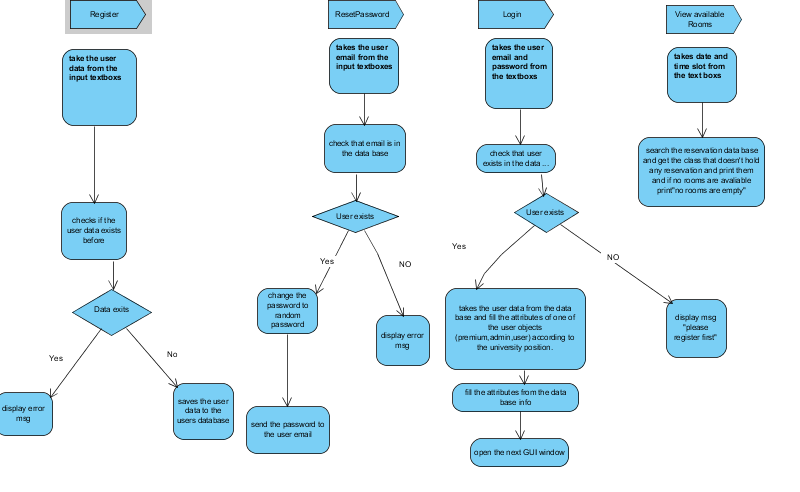 Register
take the user
data from the
input textboxs
checks if the
user data exists
before
Data exits
Yes
No
display error
msg
saves the user
data to the
users database
ResetPassword
takes the user
email from the
input textboxes
check that email is in
the data base
User exists
Yes
NO
change the
password to
random
password
display error
msg
send the password to
the user email
Login
takes the user
email and
password from
the textboxs
check that user
exists in the data ...
User exists
Yes
NO
takes the user data from the data
base and fill the attributes of one of
the user objects
(premium,admin,user) according to
the university position.
display msg
"please
register first"
fill the attributes from the data
base info
open the next GUI window
View available
Rooms
takes date and
time slot from
the text boxs
search the reservation data base
and get the class that doesn't hold
any reservation and print them
and if no rooms are avaliable
print"no rooms are empty"